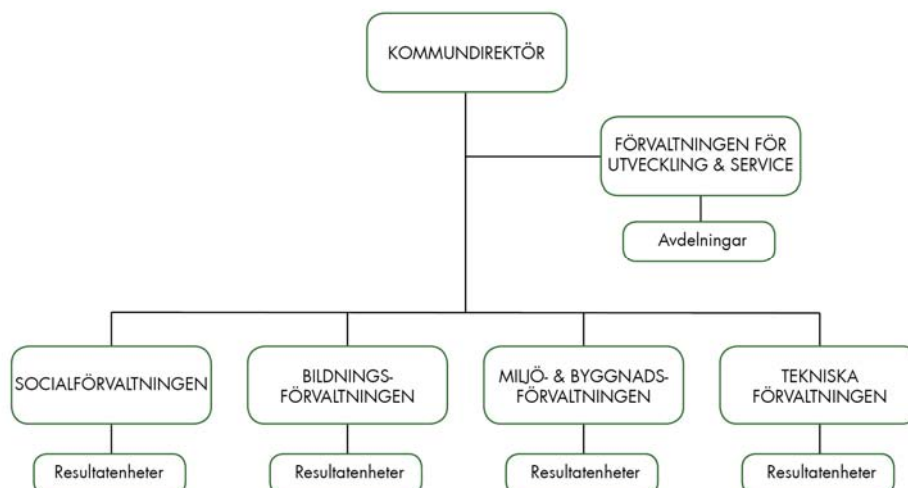 KOMMUNDIREKTÖR
FÖRVALTNINGEN FÖR
UTVECKLING & SERVICE
Avdelningar
SOCIALFÖRVALTNINGEN
BILDNINGS-
FÖRVALTNINGEN
MILJÖ- & BYGGNADS-
FÖRVALTNINGEN
TEKNISKA
FÖRVALTNINGEN
Resultatenheter
Resultatenheter
Resultatenheter
Resultatenheter